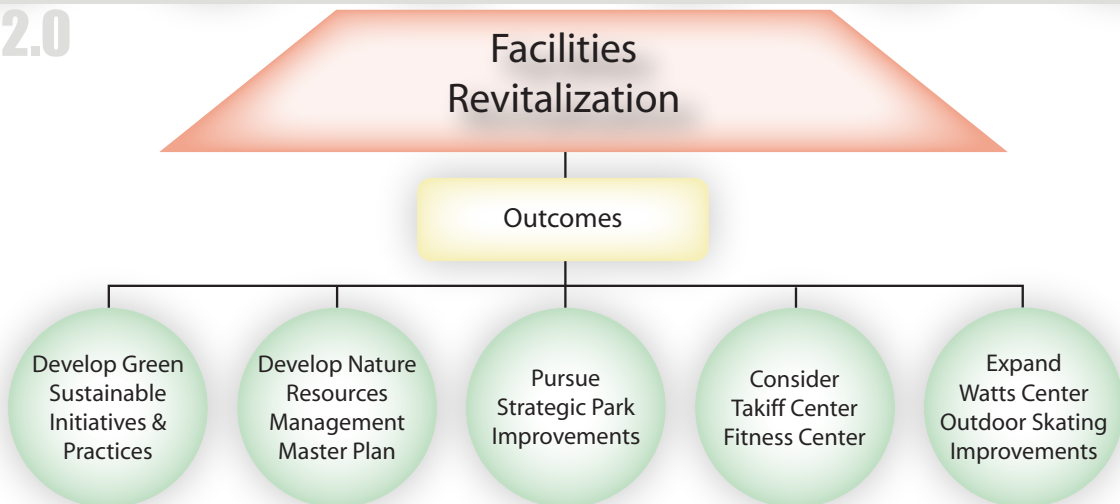 2.0
Facilities
Revitalization
Outcomes
Develop Green
Sustainable
Initiatives &
Practices
Develop Nature
Resources
Management
Master Plan
Pursue
Strategic Park
Improvements
Consider
Takiff Center
Fitness Center
Expand
Watts Center
Outdoor Skating
Improvements